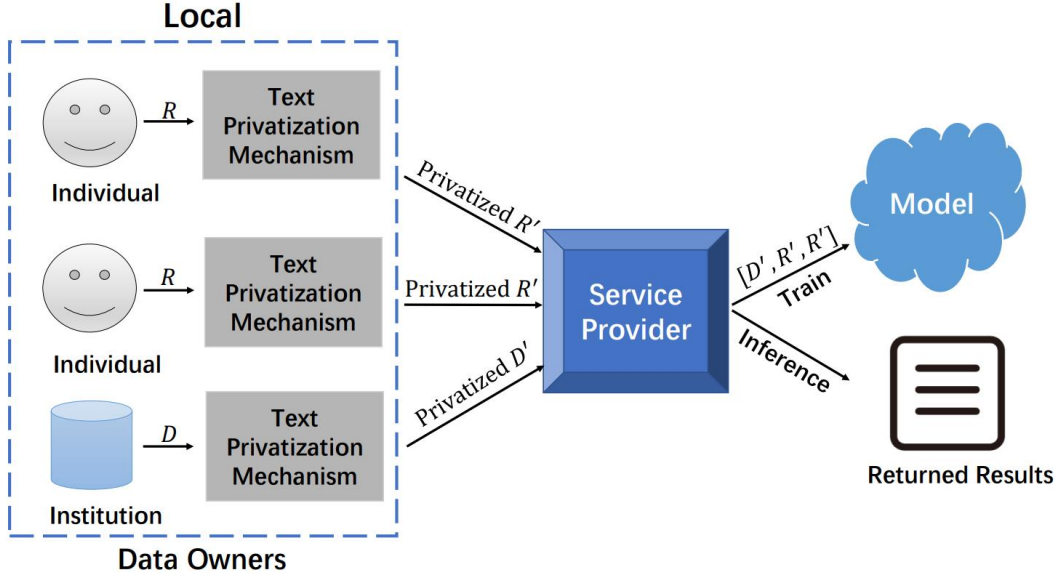 Local
R
Text
Privatization
Mechanism
Individual
R
Text
Privatization
Mechanism
Individual
D
Text
Privatization
Mechanism
Institution
Data Owners
Privatized R′
Privatized R′
Privatized D′
Service
Provider
[D′, R′, R′]
Train
Inference
Model
Returned Results